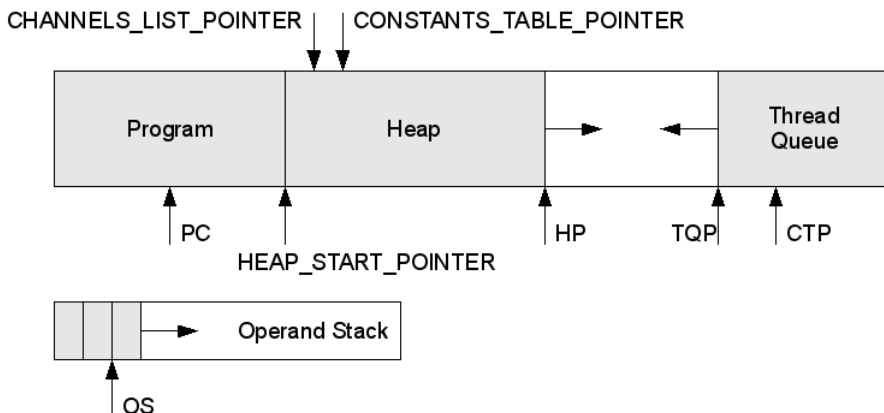 CHANNELS_LIST_POINTER CONSTANTS_TABLE_POINTER
Program
Heap
Thread
Queue
PC
HP
TQP
CTP
HEAP_START_POINTER
Operand Stack
OS